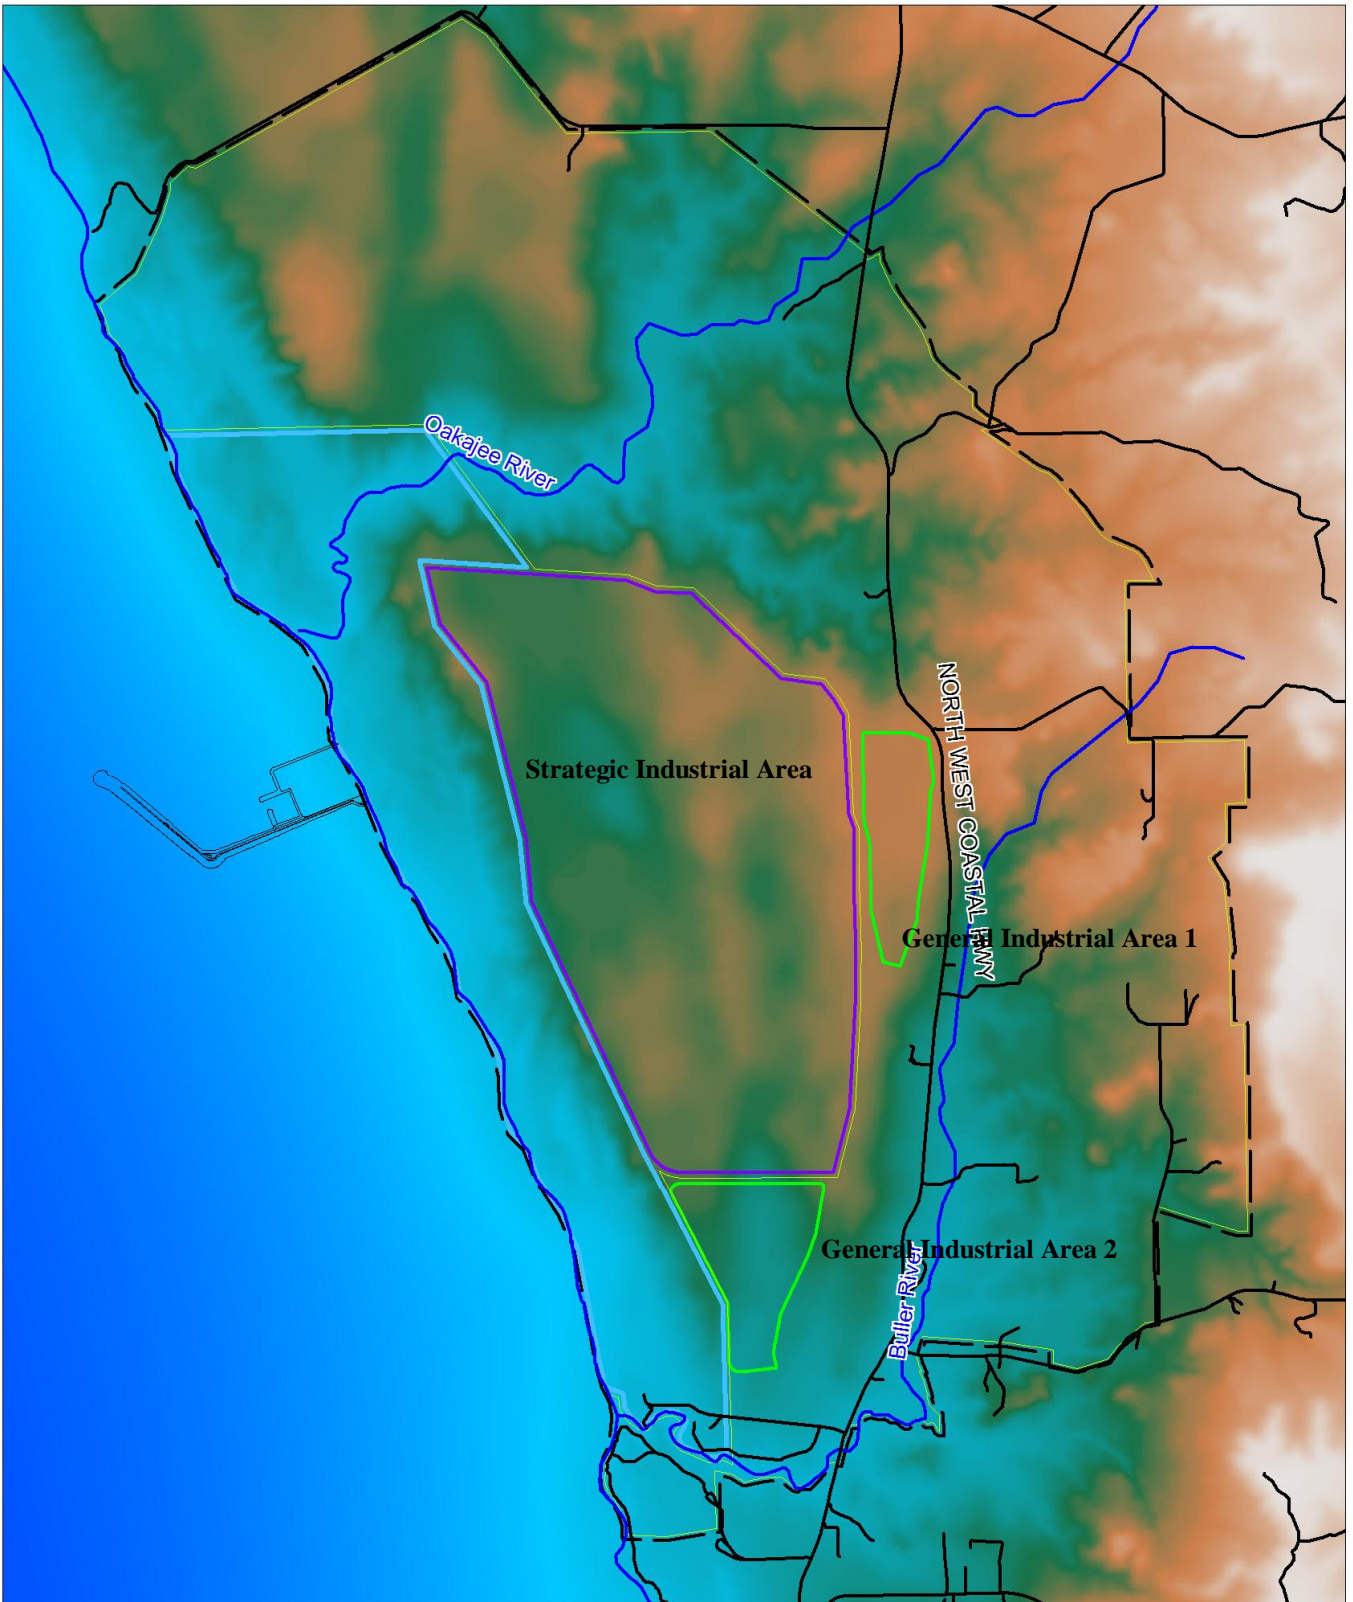 Oakajee River
NORTH WEST COASTAL HWY
Strategic Industrial Area
General Industrial Area 1
General Industrial Area 2
Buller River